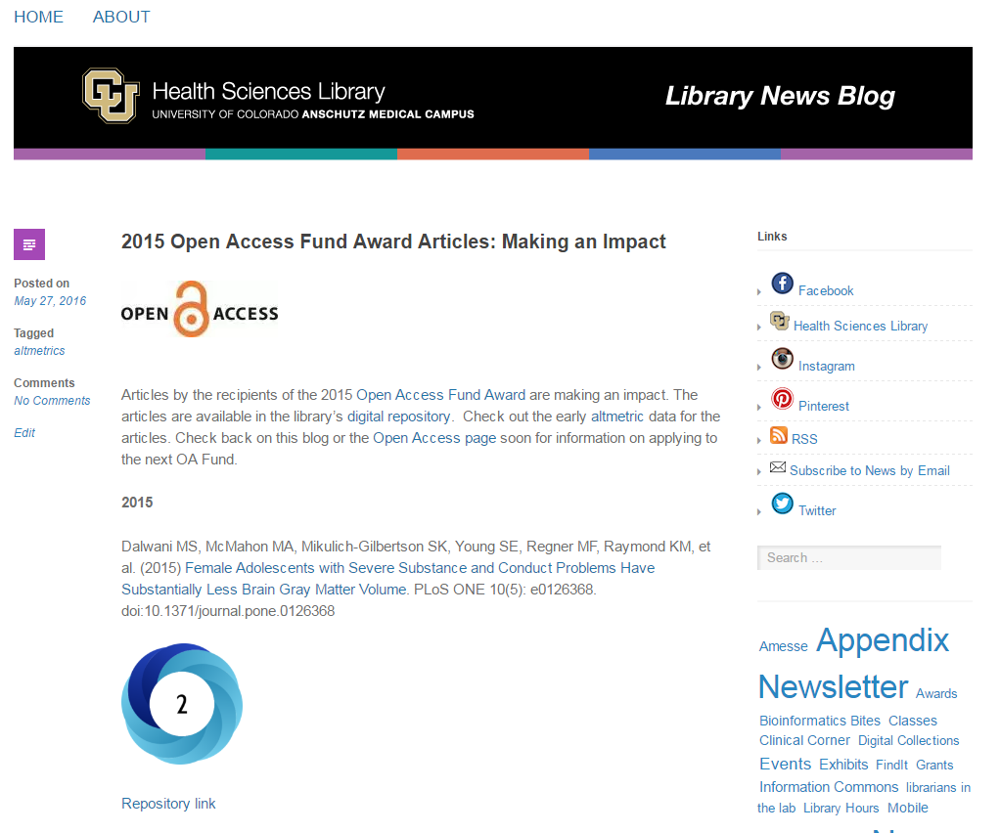 HOME ABOUT
Health Sciences Library
UNIVERSITY OF COLORADO ANSCHUTZ MEDICAL CAMPUS
Library News Blog
Posted on
May 27, 2016
Tagged
altmetrics
Comments
No Comments
Edit
2015 Open Access Fund Award Articles: Making an Impact
OPEN ACCESS
Articles by the recipients of the 2015 Open Access Fund Award are making an impact. The
articles are available in the library's digital repository.  Check out the early altmetric data for the
articles. Check back on this blog or the Open Access page soon for information on applying to
the next OA Fund.
2015
Dalwani MS, McMahon MA, Mikulich-Gilbertson SK, Young SE, Regner MF, Raymond KM, et
al. (2015) Female Adolescents with Severe Substance and Conduct Problems Have
Substantially Less Brain Gray Matter Volume. PLoS ONE 10(5): e0126368.
doi:10.1371/journal.pone.0126368
2
Repository link
Links
Facebook
Health Sciences Library
Instagram
Pinterest
RSS
Subscribe to News by Email
Twitter
Search …
Amesse Appendix
Newsletter Awards
Bioinformatics Bites Classes
Clinical Corner Digital Collections
Events Exhibits FindIt Grants
Information Commons librarians in
the lab Library Hours Mobile